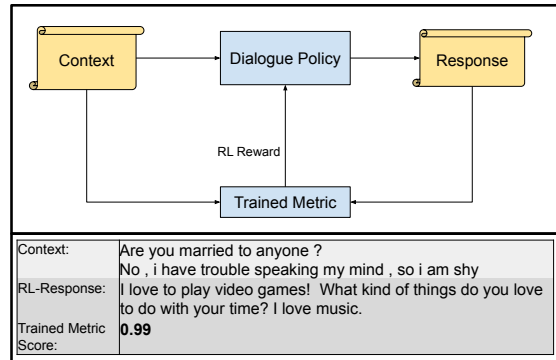 Context
Dialogue Policy
Response
RL Reward
Trained Metric
Context: Are you married to anyone ?
No , i have trouble speaking my mind , so i am shy
RL-Response: I love to play video games! What kind of things do you love
to do with your time? I love music.
Trained Metric 0.99
Score: